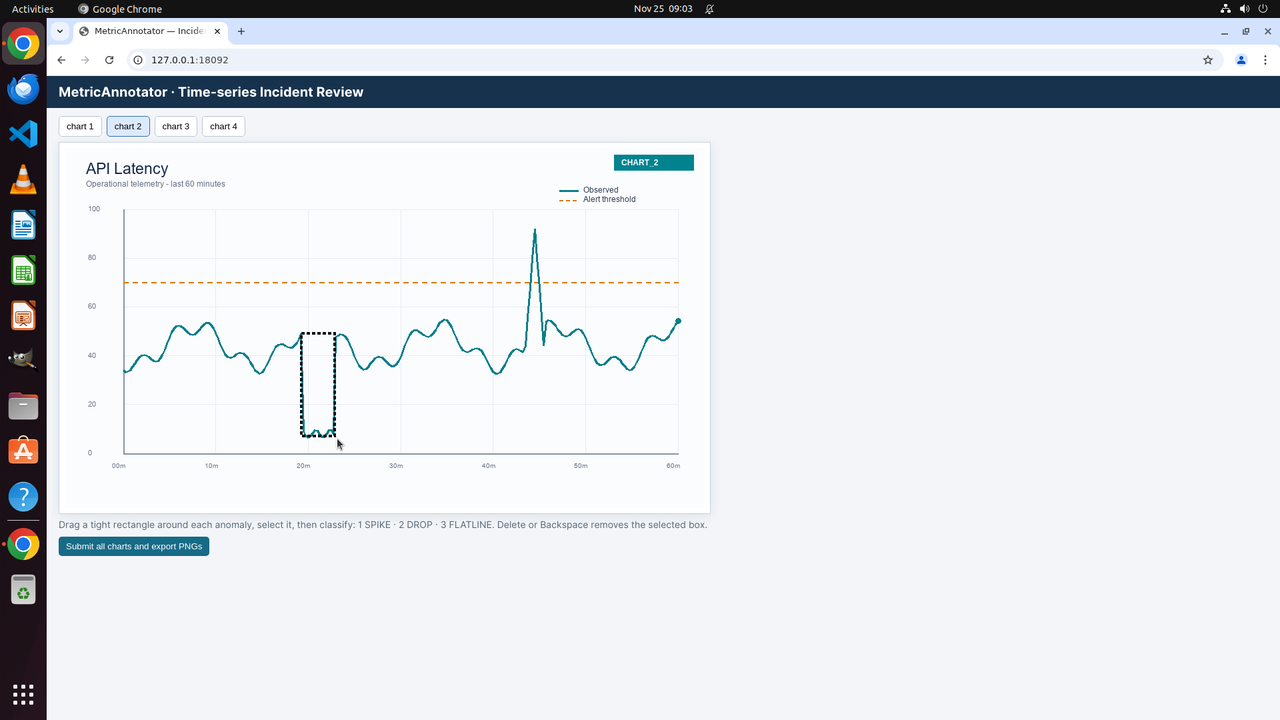 Activities
Google Chrome
Nov 25 09:03
MetricAnnotator — Incide
127.0.0.1:18092
MetricAnnotator · Time-series Incident Review
chart 1
chart 2
chart 3
chart 4
API Latency
Operational telemetry - last 60 minutes
CHART_2
Observed
Alert threshold
100
80
60
40
20
0
00m
10m
20m
30m
40m
50m
60m
Drag a tight rectangle around each anomaly, select it, then classify: 1 SPIKE · 2 DROP · 3 FLATLINE. Delete or Backspace removes the selected box.
Submit all charts and export PNGs